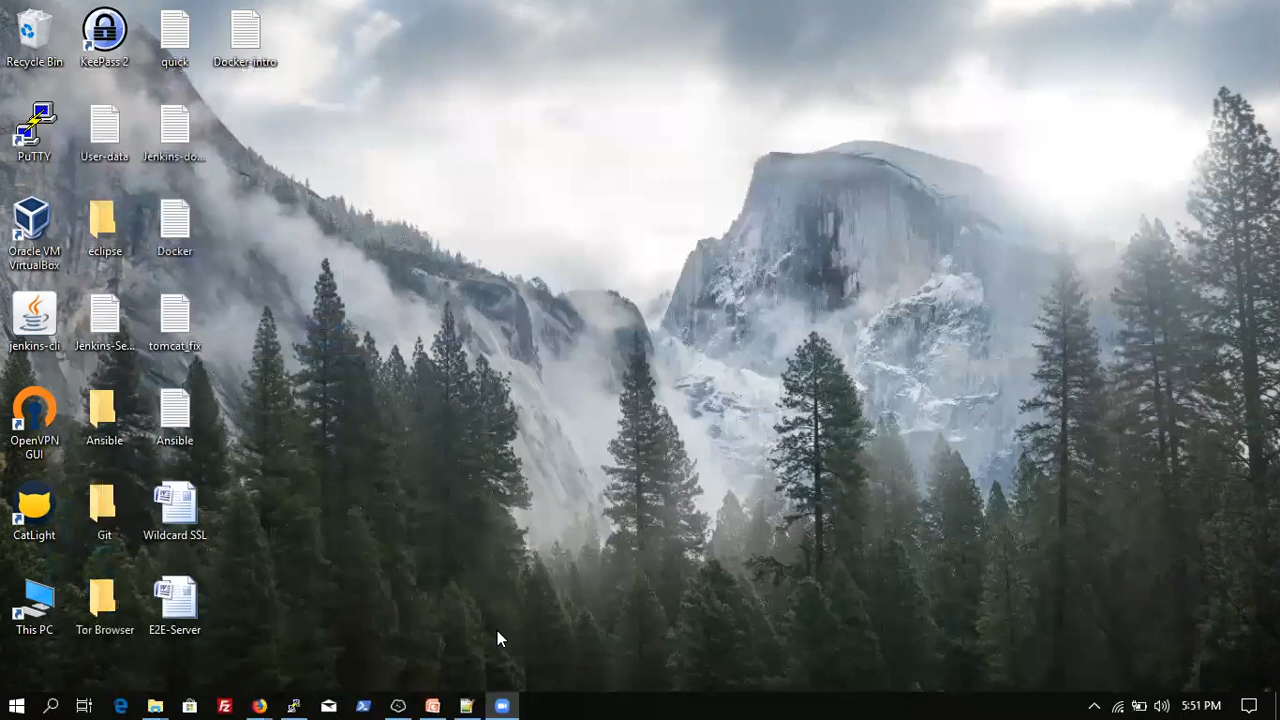 Recycle Bin
KeePass 2
quick
Docker-intro
PuTTY
User-data
Jenkins-do...
Oracle VM
VirtualBox
eclipse
Docker
jenkins-cli
Jenkins-Se...
tomcat_fix
OpenVPN
GUI
Ansible
Ansible
CatLight
Git
Wildcard SSL
This PC
Tor Browser
E2E-Server
5:51 PM